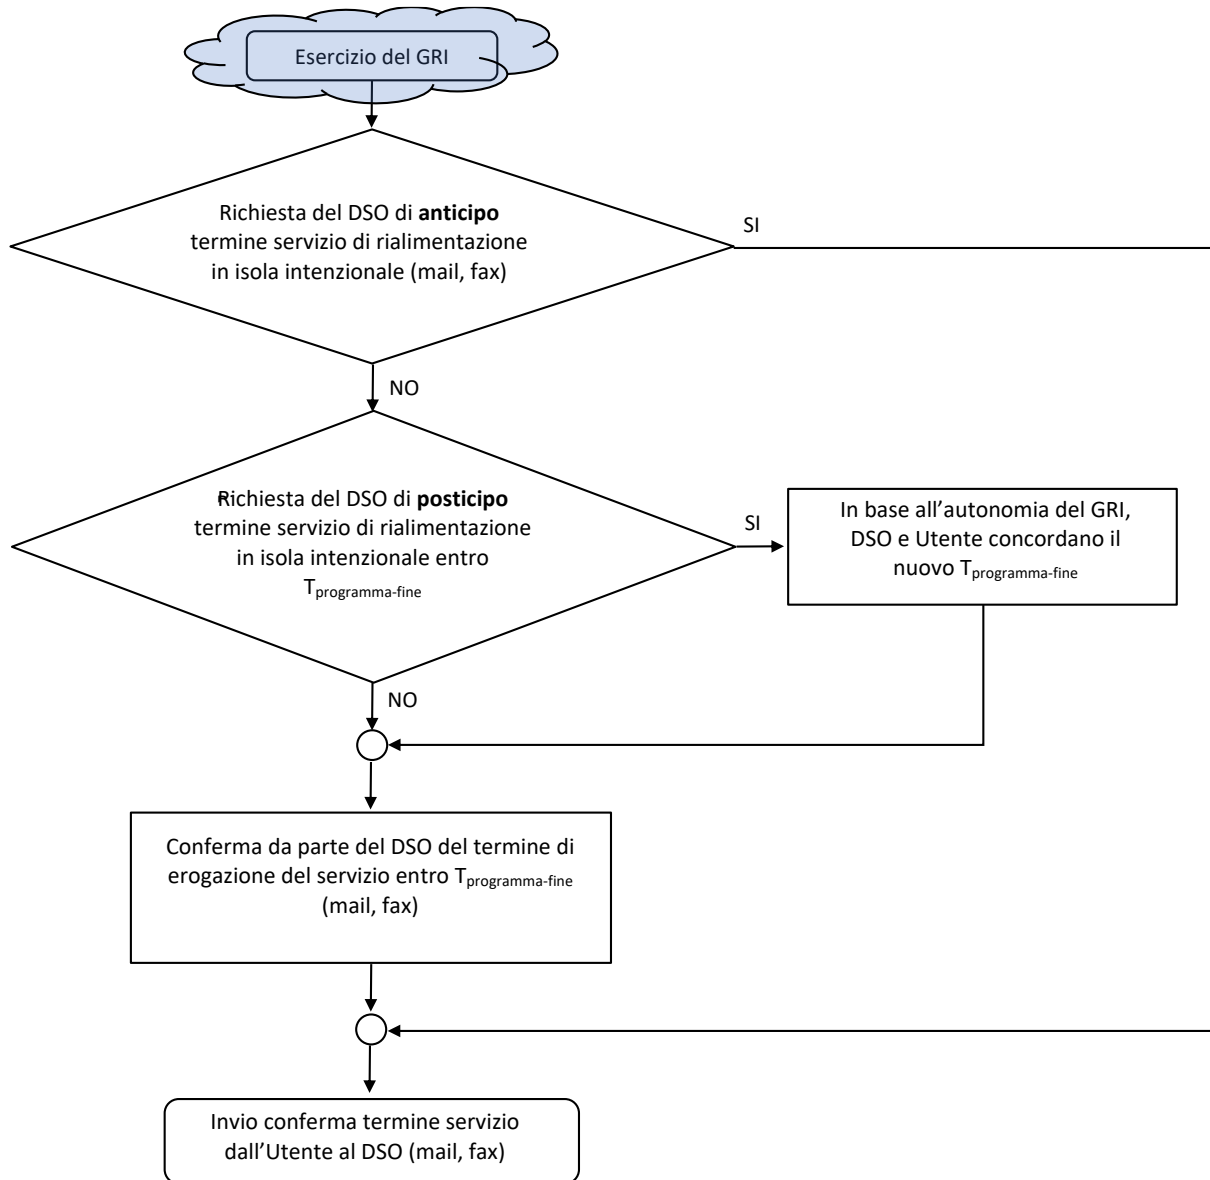 Esercizio del GRI
Richiesta del DSO di anticipo
termine servizio di rialimentazione
in isola intenzionale (mail, fax)
SI
NO
Richiesta del DSO di posticipo
termine servizio di rialimentazione
in isola intenzionale entro
Tprogramma-fine
SI
In base all’autonomia del GRI,
DSO e Utente concordano il
nuovo Tprogramma-fine
NO
Conferma da parte del DSO del termine di
erogazione del servizio entro Tprogramma-fine
(mail, fax)
Invio conferma termine servizio
dall’Utente al DSO (mail, fax)